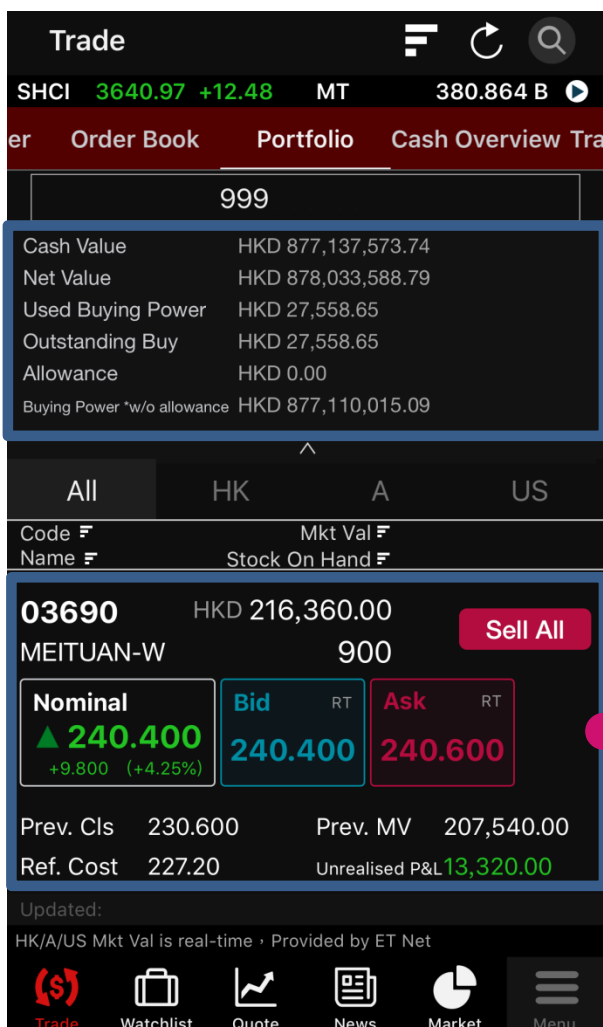 Trade
SHCI 3640.97 +12.48 MT 380.864 B
er Order Book Portfolio Cash Overview Tra
999
Cash Value HKD 877,137,573.74
Net Value HKD 878,033,588.79
Used Buying Power HKD 27,558.65
Outstanding Buy HKD 27,558.65
Allowance HKD 0.00
Buying Power *w/o allowance HKD 877,110,015.09
All HK A US
Code Mkt Val
Name Stock On Hand
03690 HKD 216,360.00
Sell All
MEITUAN-W 900
Nominal Bid RT Ask RT
▲ 240.400 240.400 240.600
+9.800 (+4.25%)
Prev. Cls 230.600 Prev. MV 207,540.00
Ref. Cost 227.20 Unrealised P&L 13,320.00
Updated:
HK/A/US Mkt Val is real-time，Provided by ET Net
Trade Watchlist Quote News Market Menu